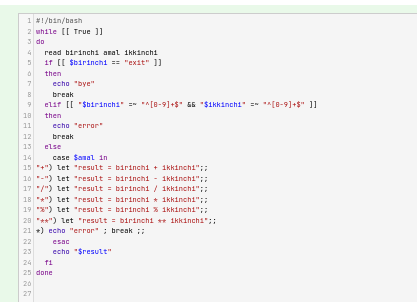 1 #!/bin/bash
2 while [[ True ]]
3 do
4 read birinchi amal ikkinchi
5 if [[ $birinchi == "exit" ]]
6 then
7 echo "bye"
8 break
9 elif [[ "$birinchi" =~ "^[0-9]+$" && "$ikkinchi" =~ "^[0-9]+$" ]]
10 then
11 echo "error"
12 break
13 else
14 case $amal in
15 "+") let "result = birinchi + ikkinchi";;
16 "-") let "result = birinchi - ikkinchi";;
17 "/") let "result = birinchi / ikkinchi";;
18 "*") let "result = birinchi * ikkinchi";;
19 "%") let "result = birinchi % ikkinchi";;
20 "**") let "result = birinchi ** ikkinchi";;
21 *) echo "error" ; break ;;
22 esac
23 echo "$result"
24 fi
25 done
26
27